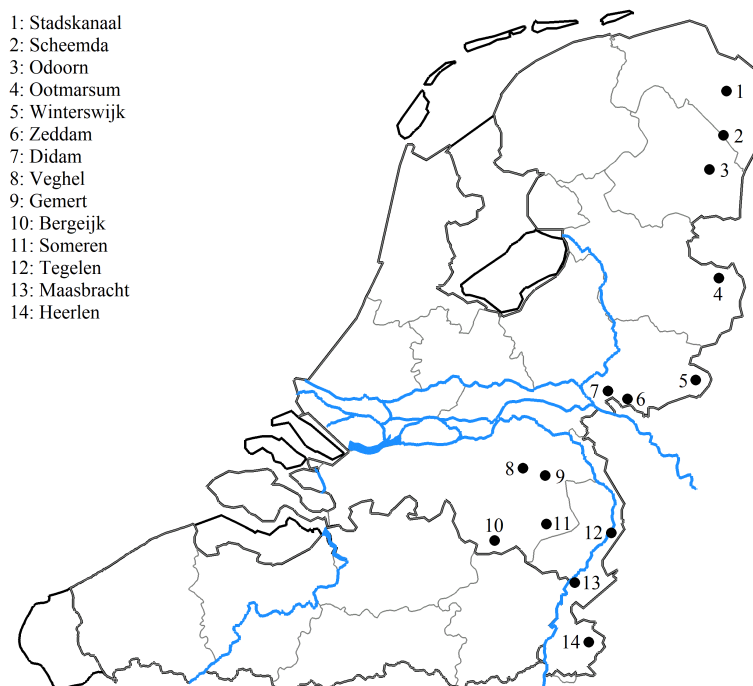 1: Stadskanaal
2: Scheemda
3: Odoorn
4: Ootmarsum
5: Winterswijk
6: Zeddam
7: Didam
8: Veghel
9: Gemert
10: Bergeijk
11: Someren
12: Tegelen
13: Maasbracht
14: Heerlen
1
2
3
4
5
7
6
8
9
10
11
12
13
14